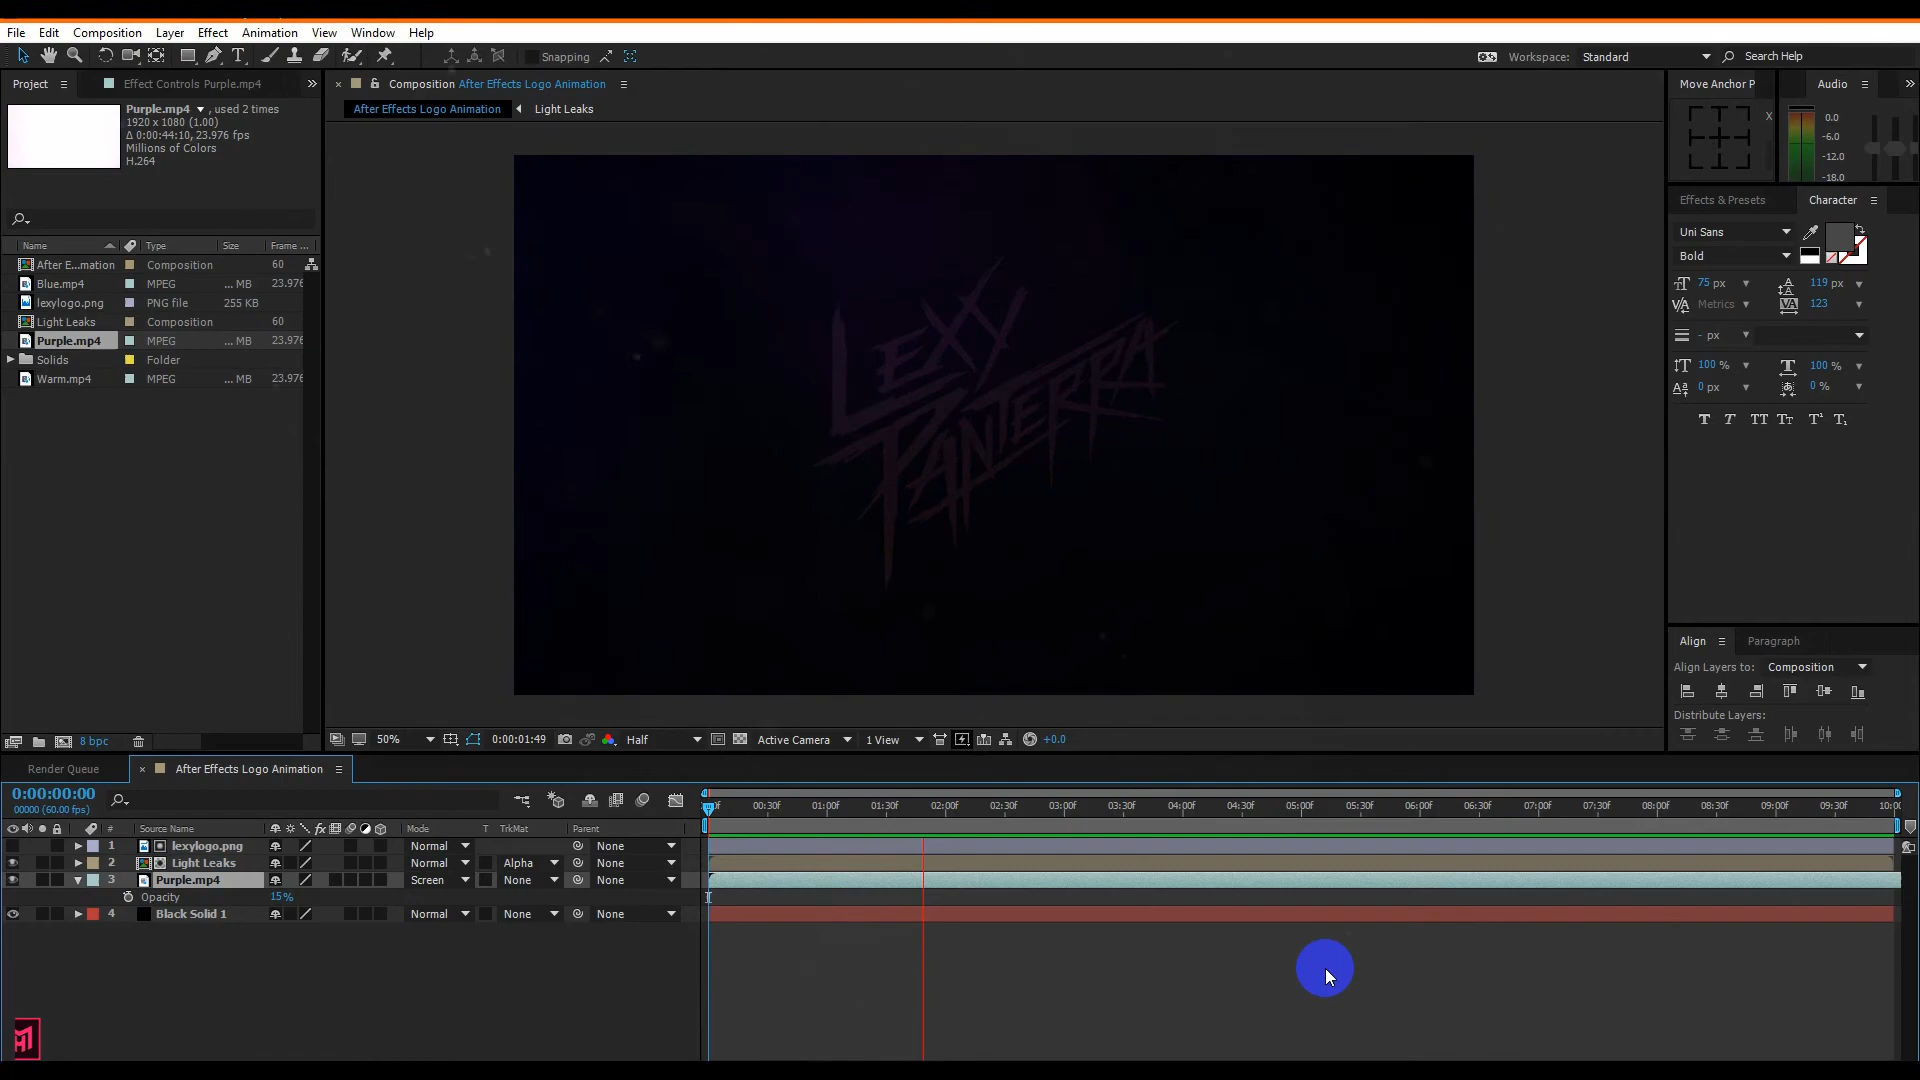 File Edit Composition Layer Effect Animation View Window Help
Snapping
Workspace: Standard Search Help
Project Effect Controls Purple.mp4
Purple.mp4 , used 2 times
1920 x 1080 (1.00)
Δ 0:00:44:10, 23.976 fps
Millions of Colors
H.264
Name Type Size Frame ...
After E...mation Composition 60
Blue.mp4 MPEG ... MB 23.976
lexylogo.png PNG file 255 KB
Light Leaks Composition 60
Purple.mp4 MPEG ... MB 23.976
Solids Folder
Warm.mp4 MPEG ... MB 23.976
8 bpc
Composition After Effects Logo Animation
After Effects Logo Animation Light Leaks
LEXY
PANTERRA
50% 0:00:01:49 Half Active Camera 1 View +0.0
Move Anchor P Audio
X
0.0
-6.0
-12.0
-18.0
Effects & Presets Character
Uni Sans
Bold
75 px 119 px
Metrics 123
- px
100 % 100 %
0 px 0 %
T T TT Tт T¹ T₁
Align Paragraph
Align Layers to: Composition
Distribute Layers:
Render Queue After Effects Logo Animation
0:00:00:00
00000 (60.00 fps)
00:30f 01:00f 01:30f 02:00f 02:30f 03:00f 03:30f 04:00f 04:30f 05:00f 05:30f 06:00f 06:30f 07:00f 07:30f 08:00f 08:30f 09:00f 09:30f 10:0
# Source Name Mode T TrkMat Parent
1 lexylogo.png Normal None
2 Light Leaks Normal Alpha None
3 Purple.mp4 Screen None None
Opacity 15%
4 Black Solid 1 Normal None None